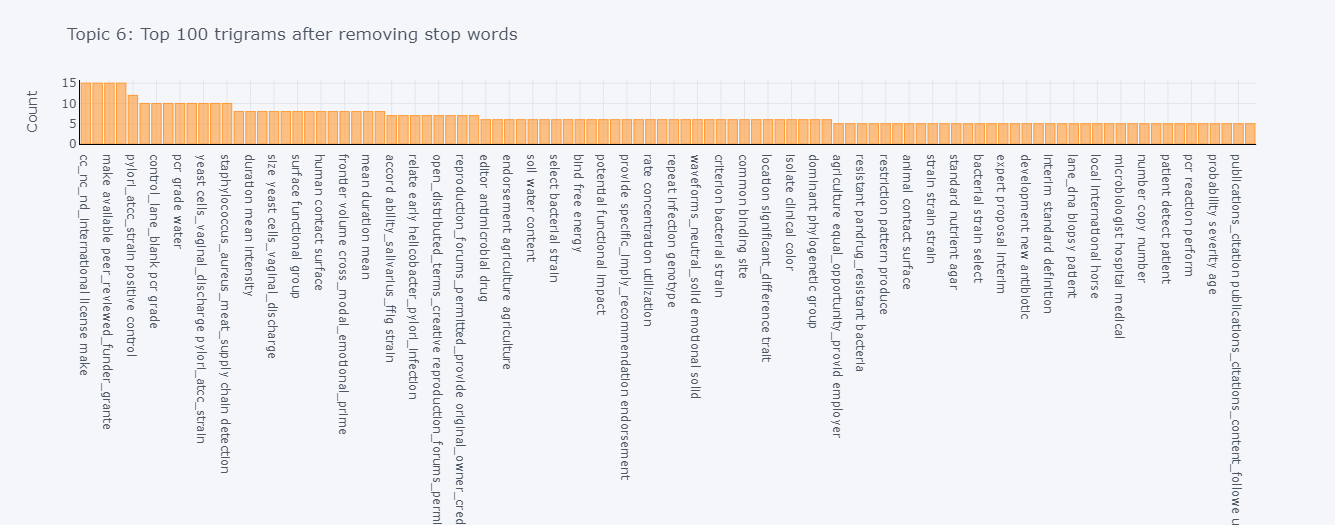 Topic 6: Top 100 trigrams after removing stop words
Count
15
10
5
0
cc_nc_nd_international license make
make available peer_reviewed_funder_grante
pylori_atcc_strain positive control
control_lane_blank pcr grade
pcr grade water
yeast cells_vaginal_discharge pylori_atcc_strain
staphylococcus_aureus_meat_supply chain detection
duration mean intensity
size yeast cells_vaginal_discharge
surface functional group
human contact surface
frontier volume cross_modal_emotional_prime
mean duration mean
accord ability_salivarius_ffig strain
relate early helicobacter_pylori_infection
open_distributed_terms_creative reproduction_forums_permi
reproduction_forums_permitted_provide original_owner_cred
editor antimicrobial drug
endorsement agriculture agriculture
soil water content
select bacterial strain
bind free energy
potential functional impact
provide specific_imply_recommendation endorsement
rate concentration utilization
repeat infection genotype
waveforms_neutral_solid emotional solid
criterion bacterial strain
common binding site
location significant_difference trait
isolate clinical color
dominant phylogenetic group
agriculture equal_opportunity_provid employer
resistant pandrug_resistant bacteria
restriction pattern produce
animal contact surface
strain strain strain
standard nutrient agar
bacterial strain select
expert proposal interim
development new antibiotic
interim standard definition
lane_dna biopsy patient
local international horse
microbiologist hospital medical
number copy number
patient detect patient
pcr reaction perform
probability severity age
publications_citation publications_citations_content_followe u